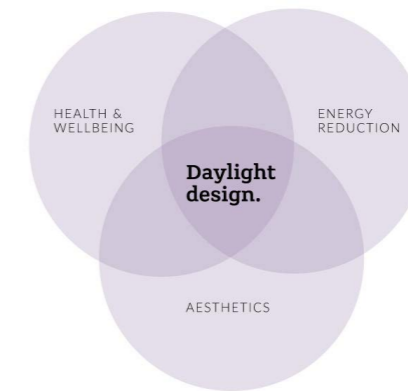 HEALTH &
WELLBEING
ENERGY
REDUCTION
Daylight
design.
AESTHETICS